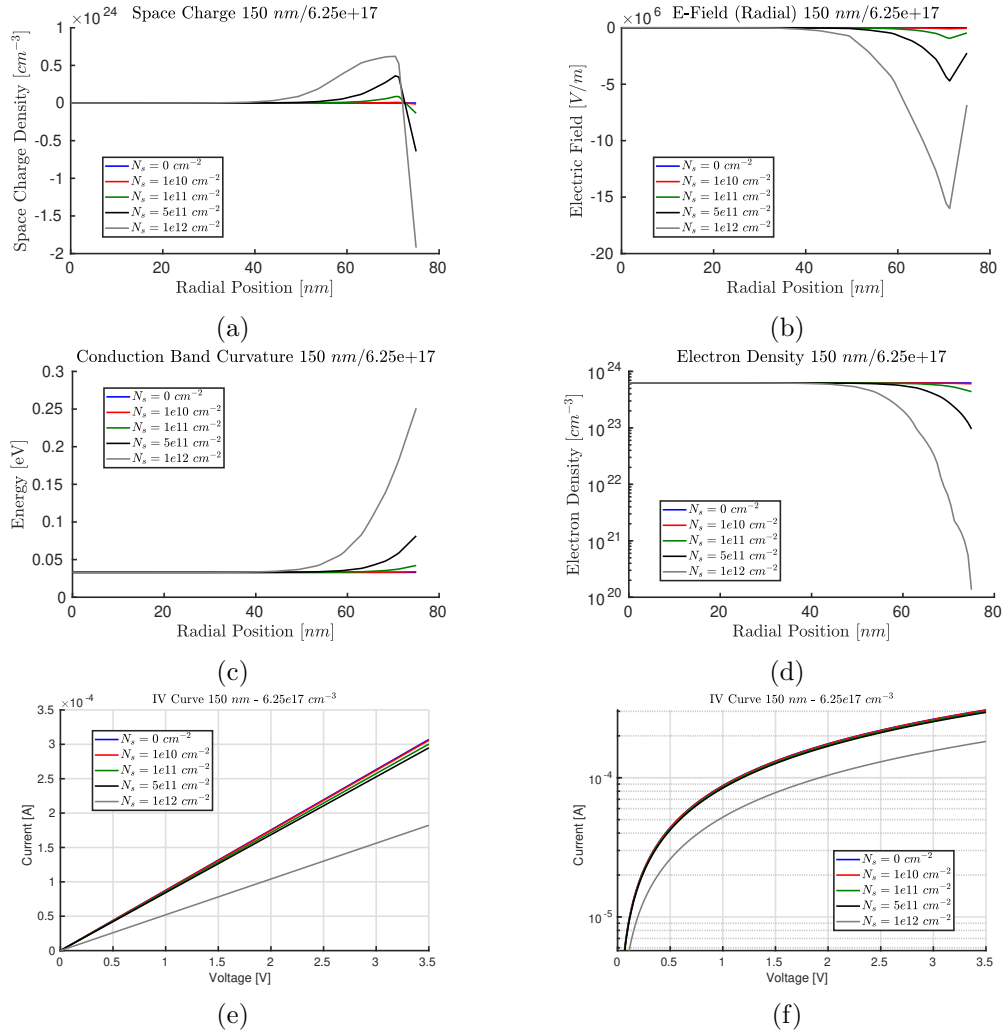 Space Charge 150 nm/6.25e+17
×10^24
Space Charge Density [cm^-3]
1
0
-1
-2
N_s = 0 cm^-2
N_s = 1e10 cm^-2
N_s = 1e11 cm^-2
N_s = 5e11 cm^-2
N_s = 1e12 cm^-2
0 20 40 60 80
Radial Position [nm]
(a)
E-Field (Radial) 150 nm/6.25e+17
×10^6
Electric Field [V/m]
0
-5
-10
-15
-20
N_s = 0 cm^-2
N_s = 1e10 cm^-2
N_s = 1e11 cm^-2
N_s = 5e11 cm^-2
N_s = 1e12 cm^-2
0 20 40 60 80
Radial Position [nm]
(b)
Conduction Band Curvature 150 nm/6.25e+17
Energy [eV]
0.3
0.25
0.2
0.15
0.1
0.05
0
N_s = 0 cm^-2
N_s = 1e10 cm^-2
N_s = 1e11 cm^-2
N_s = 5e11 cm^-2
N_s = 1e12 cm^-2
0 20 40 60 80
Radial Position [nm]
(c)
Electron Density 150 nm/6.25e+17
Electron Density [cm^-3]
10^24
10^23
10^22
10^21
10^20
N_s = 0 cm^-2
N_s = 1e10 cm^-2
N_s = 1e11 cm^-2
N_s = 5e11 cm^-2
N_s = 1e12 cm^-2
0 20 40 60 80
Radial Position [nm]
(d)
IV Curve 150 nm - 6.25e17 cm^-3
×10^-4
Current [A]
3.5
3
2.5
2
1.5
1
0.5
0
N_s = 0 cm^-2
N_s = 1e10 cm^-2
N_s = 1e11 cm^-2
N_s = 5e11 cm^-2
N_s = 1e12 cm^-2
0 0.5 1 1.5 2 2.5 3 3.5
Voltage [V]
(e)
IV Curve 150 nm - 6.25e17 cm^-3
Current [A]
10^-4
10^-5
N_s = 0 cm^-2
N_s = 1e10 cm^-2
N_s = 1e11 cm^-2
N_s = 5e11 cm^-2
N_s = 1e12 cm^-2
0 0.5 1 1.5 2 2.5 3 3.5
Voltage [V]
(f)